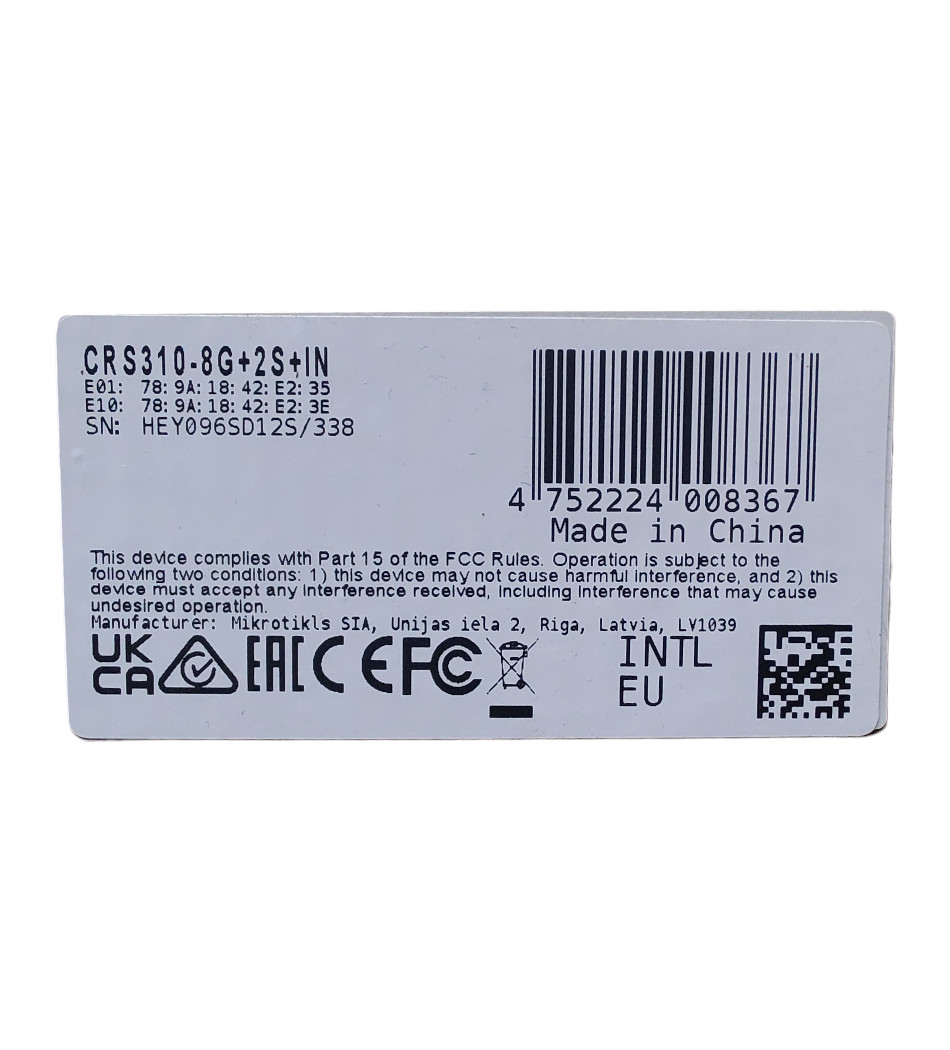 CRS310-8G+2S+IN
E01: 78: 9A: 18: 42: E2: 35
E10: 78: 9A: 18: 42: E2: 3E
SN: HEY096SD12S/338
4 752224 008367
Made in China
This device complies with Part 15 of the FCC Rules. Operation is subject to the
following two conditions: 1) this device may not cause harmful interference, and 2) this
device must accept any interference received, including interference that may cause
undesired operation.
Manufacturer: Mikrotikls SIA, Unijas iela 2, Riga, Latvia, LV1039
UK
CA
EAC
CE
FC
INTL
EU